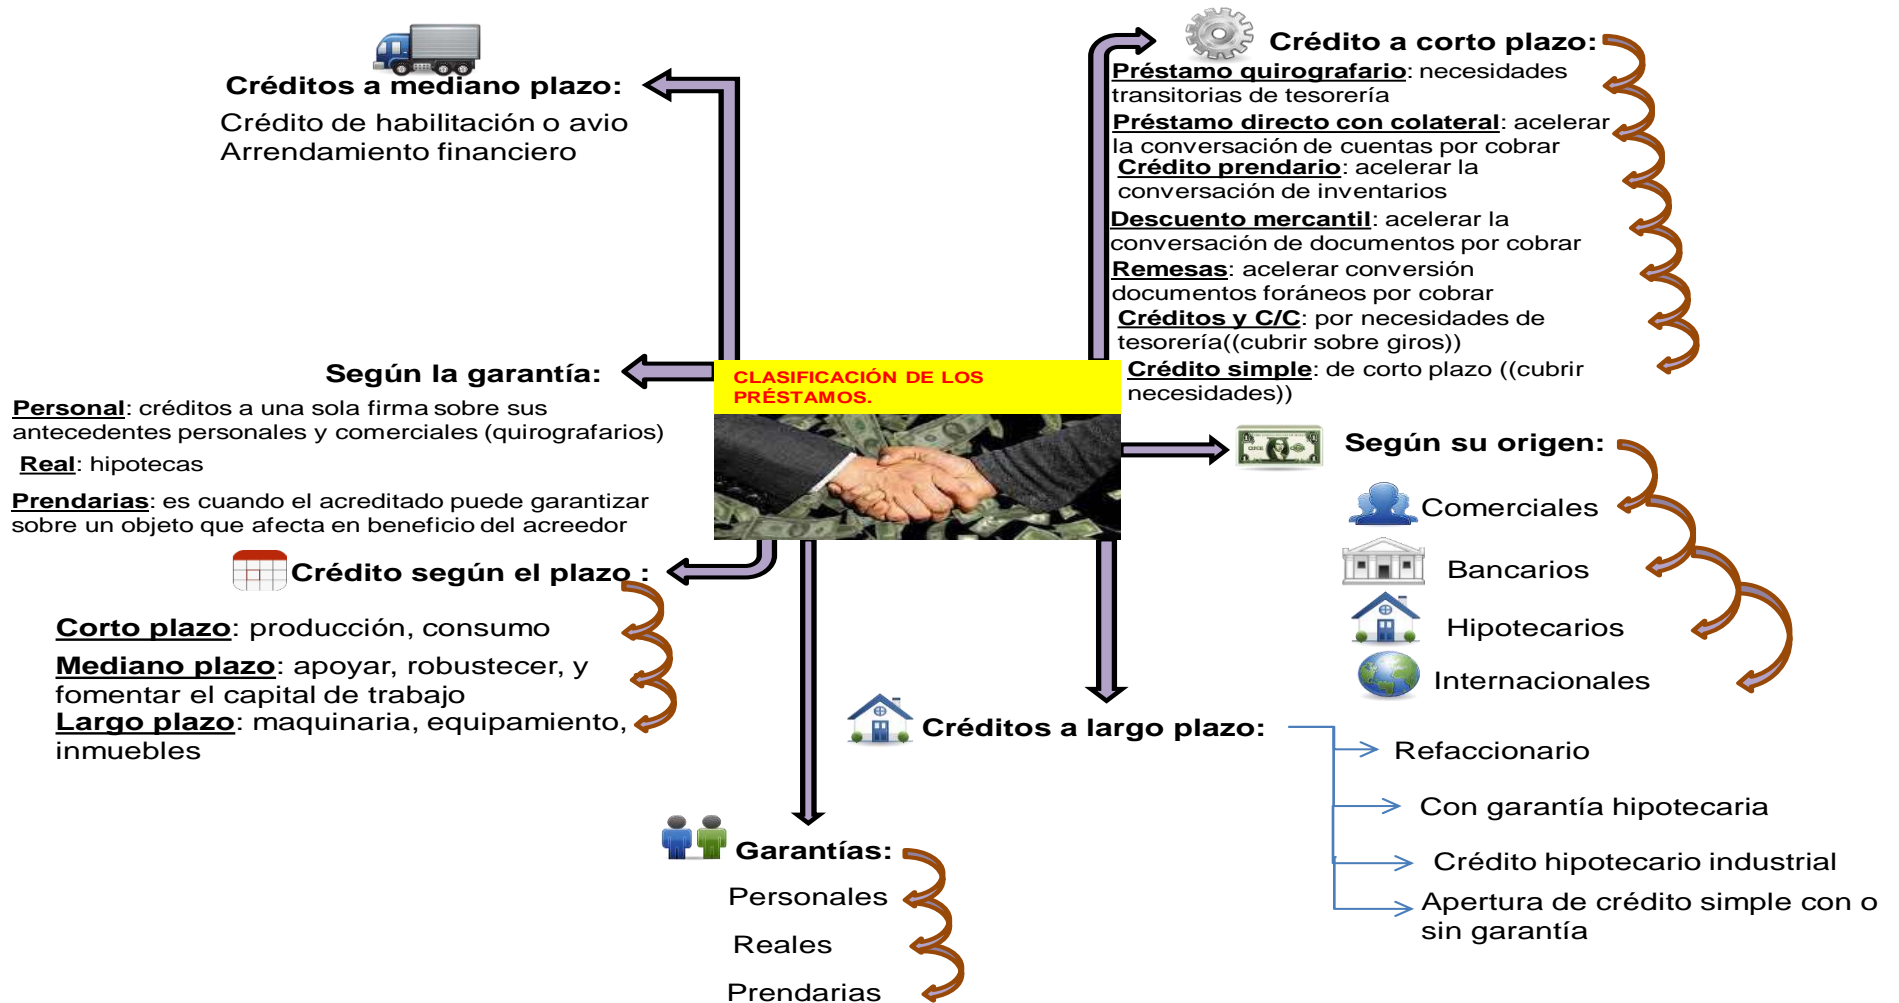 Créditos a mediano plazo:
Crédito de habilitación o avio
Arrendamiento financiero
Crédito a corto plazo:
Préstamo quirografario: necesidades
transitorias de tesorería
Préstamo directo con colateral: acelerar
la conversación de cuentas por cobrar
Crédito prendario: acelerar la
conversación de inventarios
Descuento mercantil: acelerar la
conversación de documentos por cobrar
Remesas: acelerar conversión
documentos foráneos por cobrar
Créditos y C/C: por necesidades de
tesorería((cubrir sobre giros))
Crédito simple: de corto plazo ((cubrir
necesidades))
Según la garantía:
Personal: créditos a una sola firma sobre sus
antecedentes personales y comerciales (quirografarios)
Real: hipotecas
Prendarias: es cuando el acreditado puede garantizar
sobre un objeto que afecta en beneficio del acreedor
CLASIFICACIÓN DE LOS
PRÉSTAMOS.
Según su origen:
Comerciales
Bancarios
Hipotecarios
Internacionales
Crédito según el plazo :
Corto plazo: producción, consumo
Mediano plazo: apoyar, robustecer, y
fomentar el capital de trabajo
Largo plazo: maquinaria, equipamiento,
inmuebles
Créditos a largo plazo:
Refaccionario
Con garantía hipotecaria
Crédito hipotecario industrial
Apertura de crédito simple con o
sin garantía
Garantías:
Personales
Reales
Prendarias